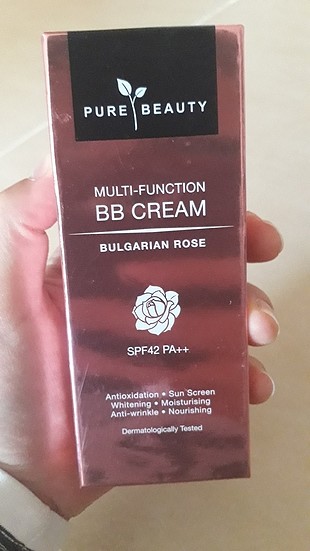 PURE BEAUTY
MULTI-FUNCTION
BB CREAM
BULGARIAN ROSE
SPF42 PA++
Antioxidation • Sun Screen
Whitening • Moisturising
Anti-wrinkle • Nourishing
Dermatologically Tested